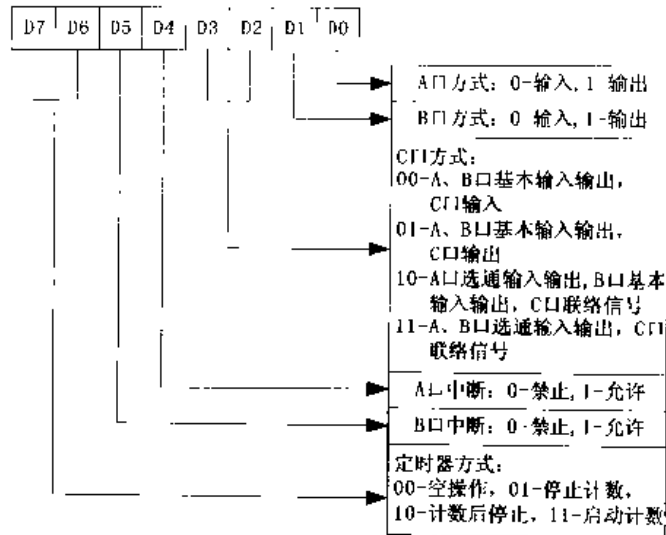 D7 D6 D5 D4 D3 D2 D1 D0
A口方式: 0-输入, 1 输出
B口方式: 0 输入, 1-输出
C口方式:
00-A、B口基本输入输出,
C口输入
01-A、B口基本输入输出,
C口输出
10-A口选通输入输出, B口基本
输入输出, C口联络信号
11-A、B口选通输入输出, C口
联络信号
A口中断: 0-禁止, 1-允许
B口中断: 0-禁止, 1-允许
定时器方式:
00-空操作, 01-停止计数,
10-计数后停止, 11-启动计数